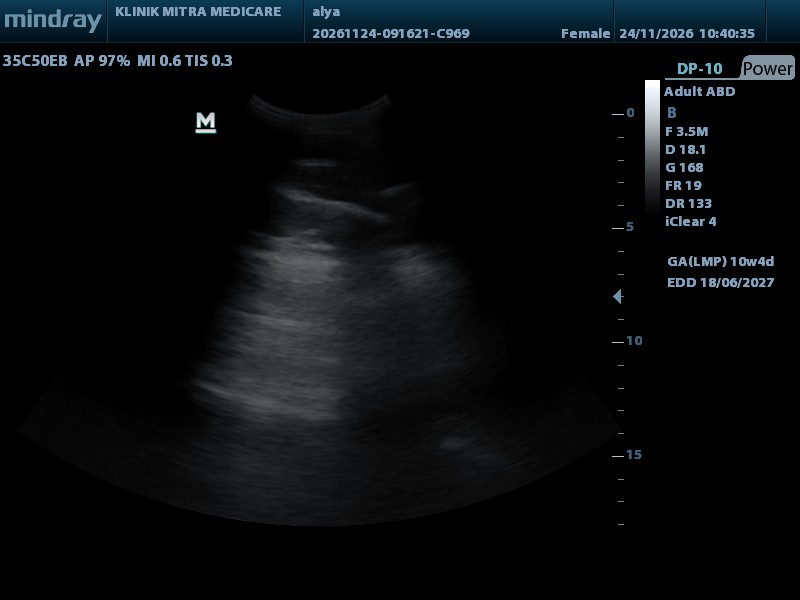 mindray
KLINIK MITRA MEDICARE
alya
20261124-091621-C969
Female
24/11/2026 10:40:35
35C50EB AP 97% MI 0.6 TIS 0.3
DP-10
Power
Adult ABD
B
F 3.5M
D 18.1
G 168
FR 19
DR 133
iClear 4
GA(LMP) 10w4d
EDD 18/06/2027
M
0
5
10
15